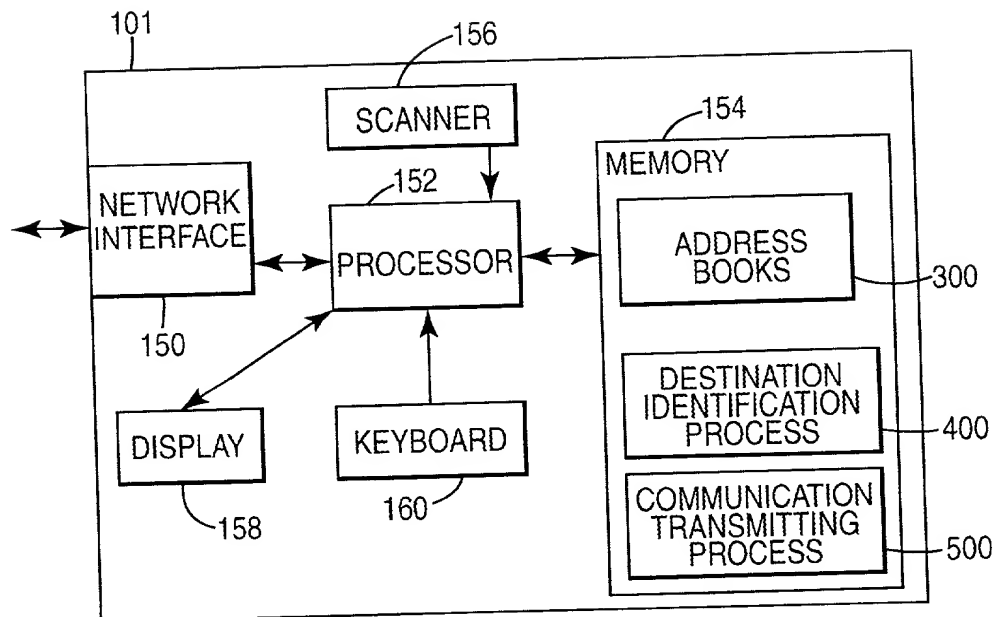 101
156
SCANNER
154
MEMORY
NETWORK
INTERFACE
152
PROCESSOR
ADDRESS
BOOKS
300
150
DESTINATION
IDENTIFICATION
PROCESS
400
DISPLAY
KEYBOARD
158
160
COMMUNICATION
TRANSMITTING
PROCESS
500